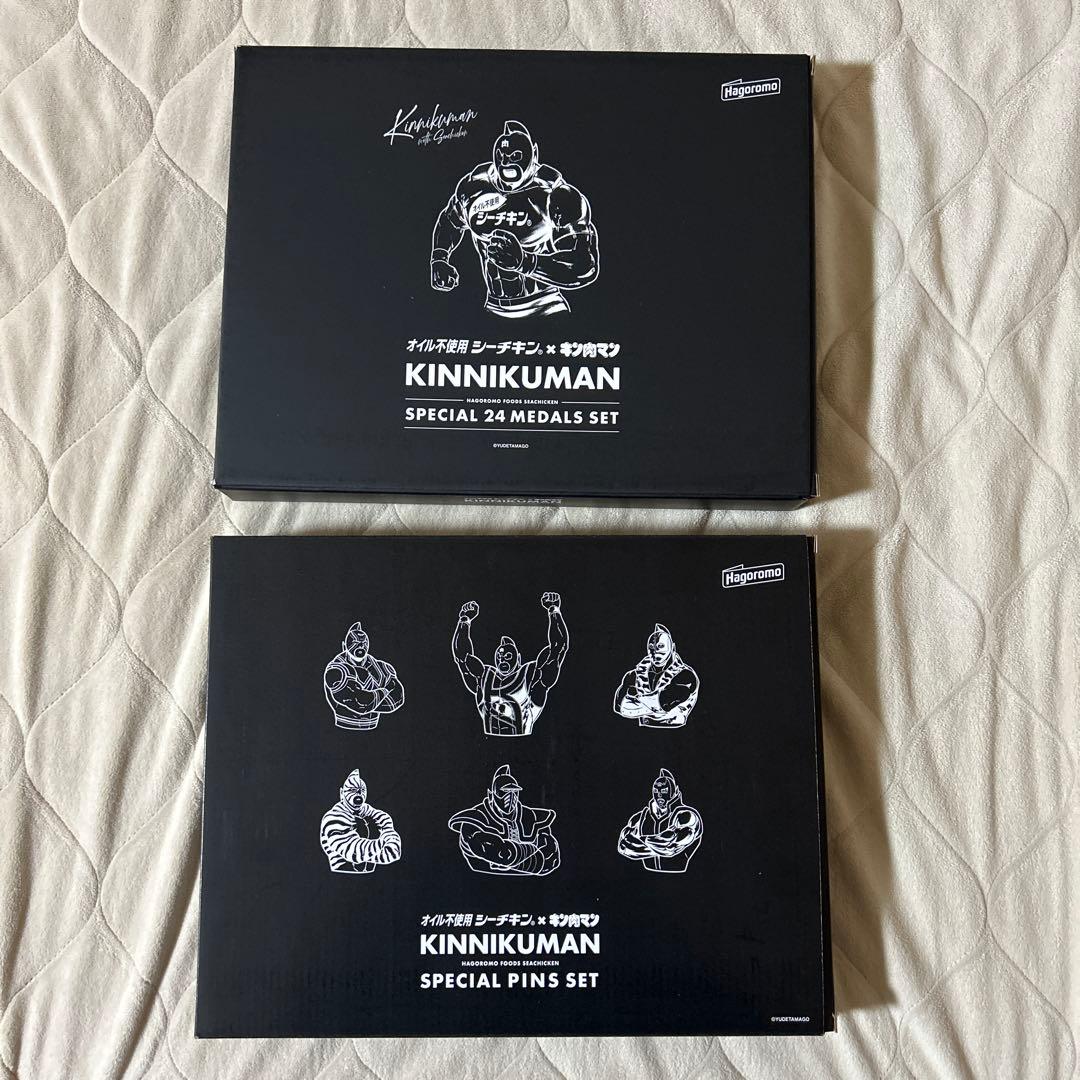 Hagoromo
Kinnikuman
with Seachicken
肉
オイル不使用
シーチキン®
オイル不使用 シーチキン® × キン肉マン
KINNIKUMAN
HAGOROMO FOODS SEACHICKEN
SPECIAL 24 MEDALS SET
©YUDETAMAGO
KINNIKUMAN
Hagoromo
オイル不使用 シーチキン® × キン肉マン
KINNIKUMAN
HAGOROMO FOODS SEACHICKEN
SPECIAL PINS SET
©YUDETAMAGO